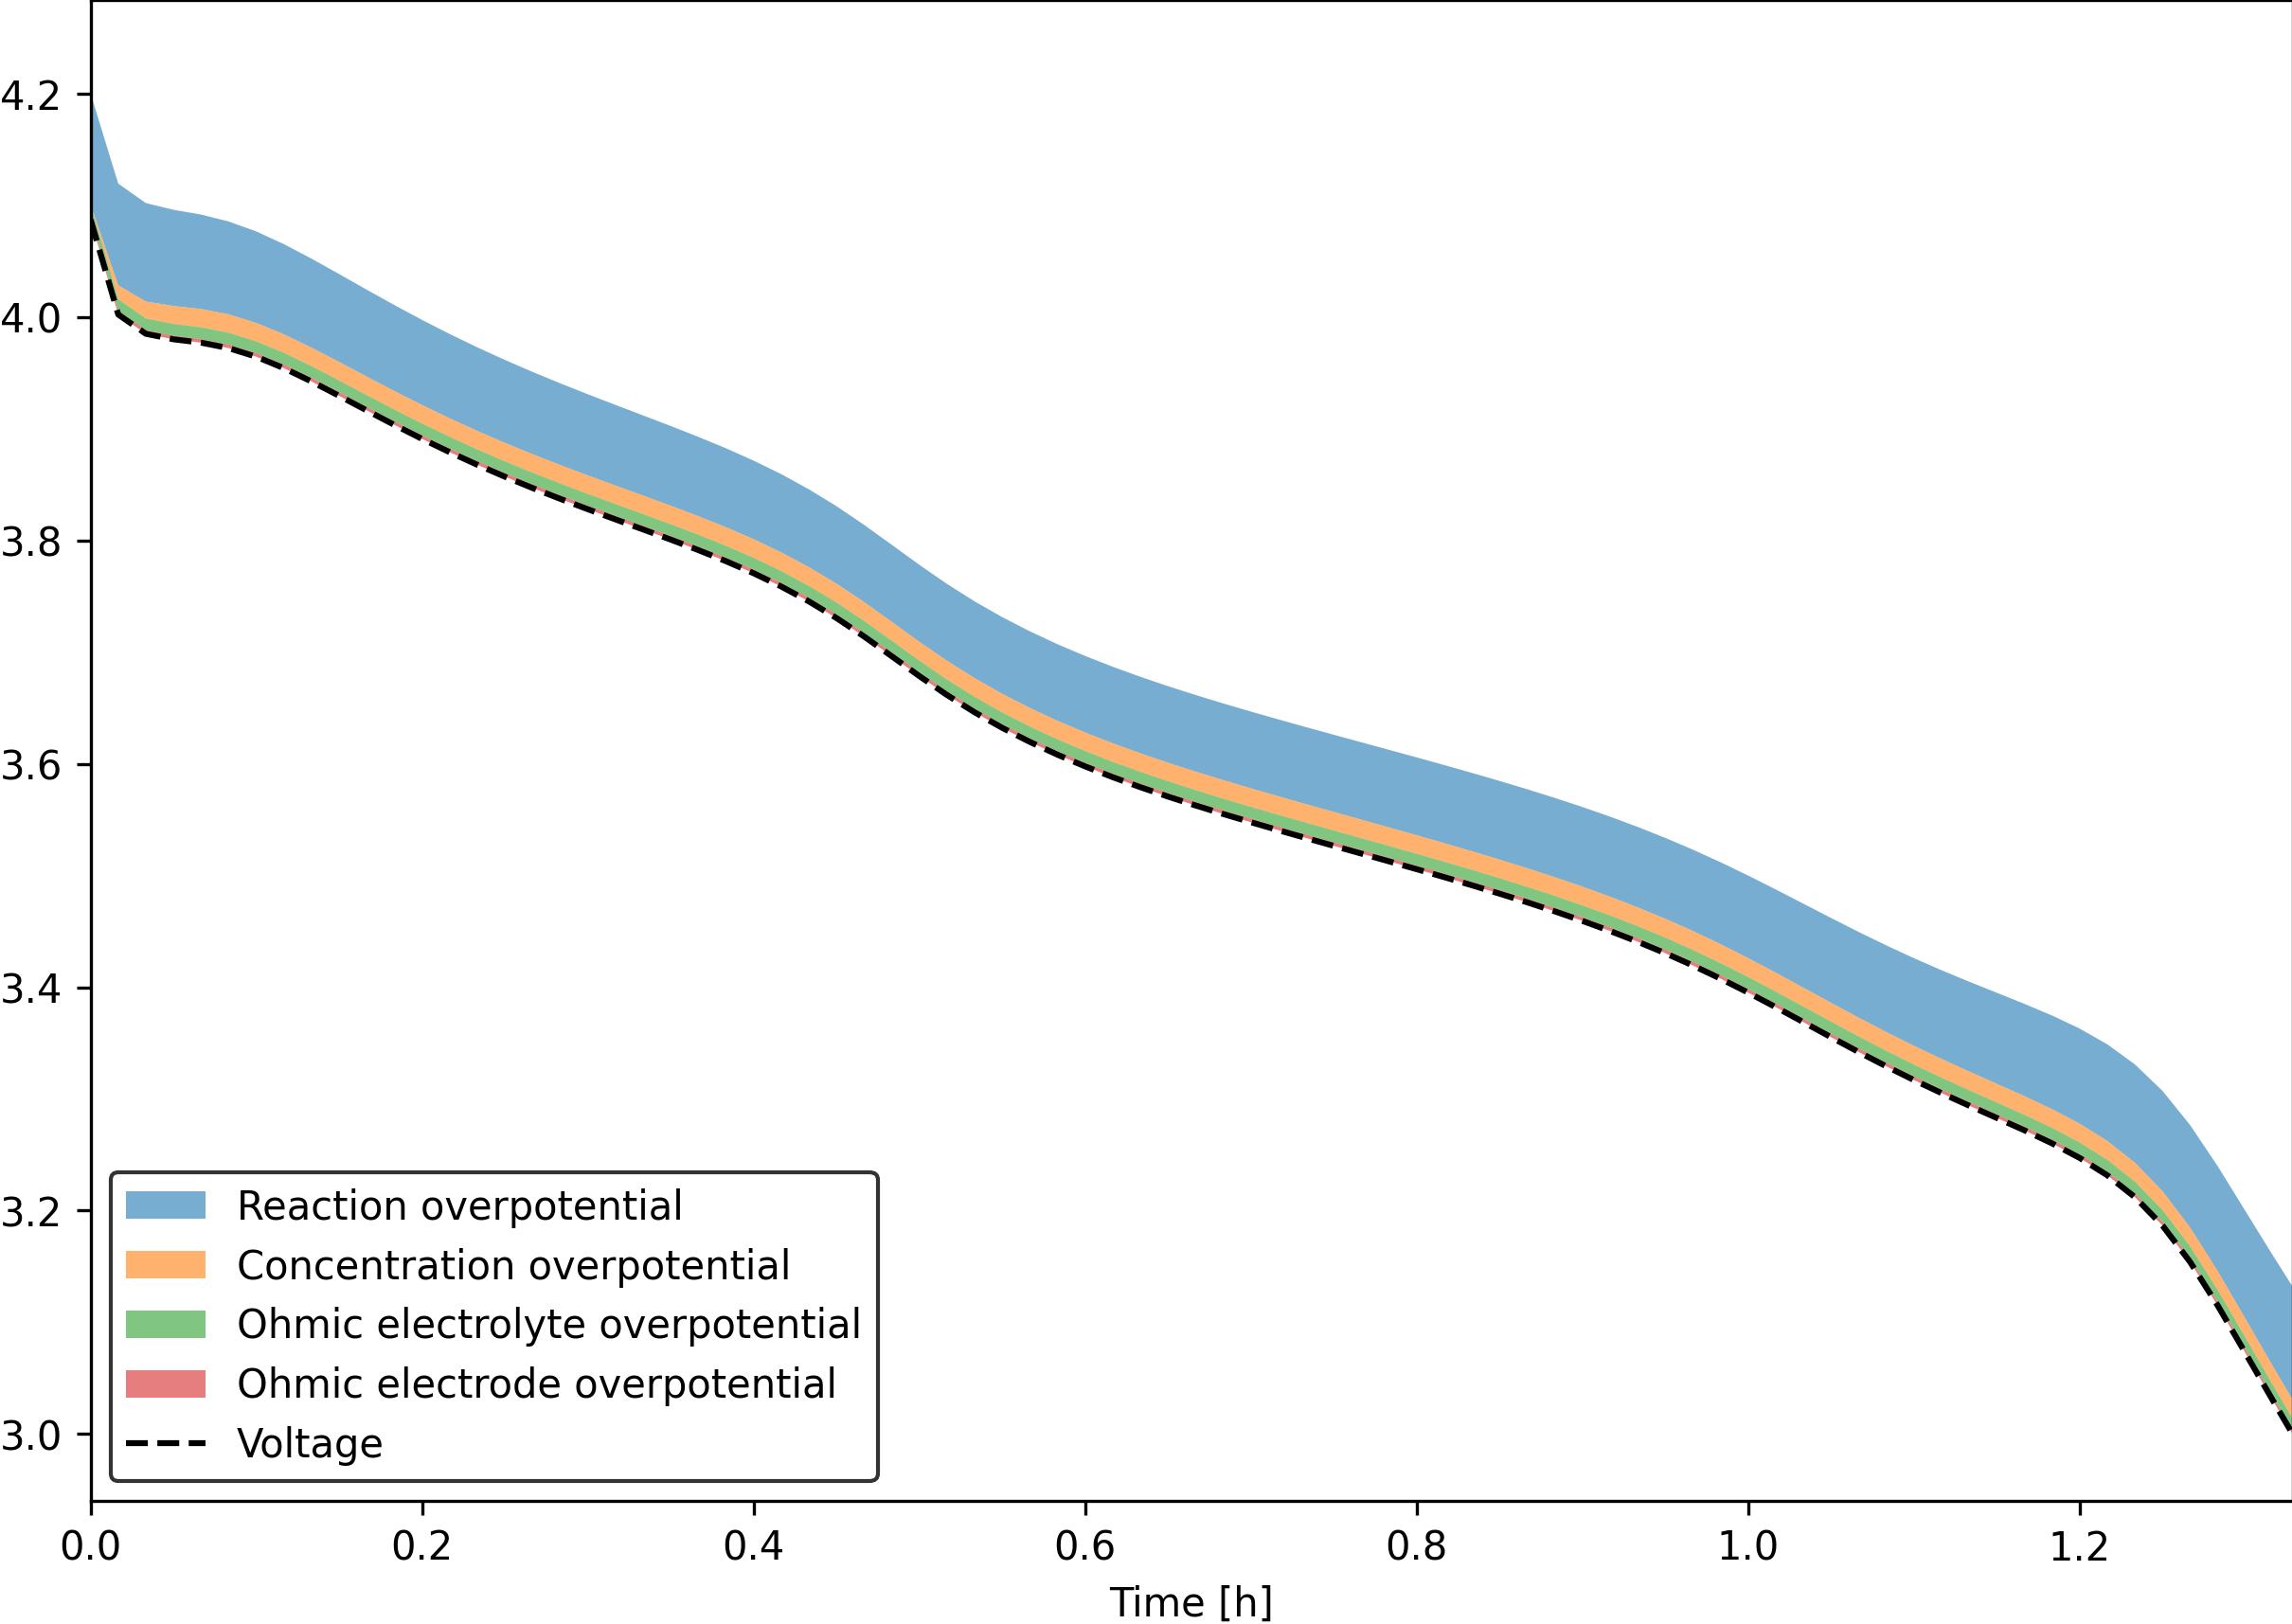 4.2
4.0
3.8
3.6
3.4
3.2
3.0
Reaction overpotential
Concentration overpotential
Ohmic electrolyte overpotential
Ohmic electrode overpotential
Voltage
0.0 0.2 0.4 0.6 0.8 1.0 1.2
Time [h]